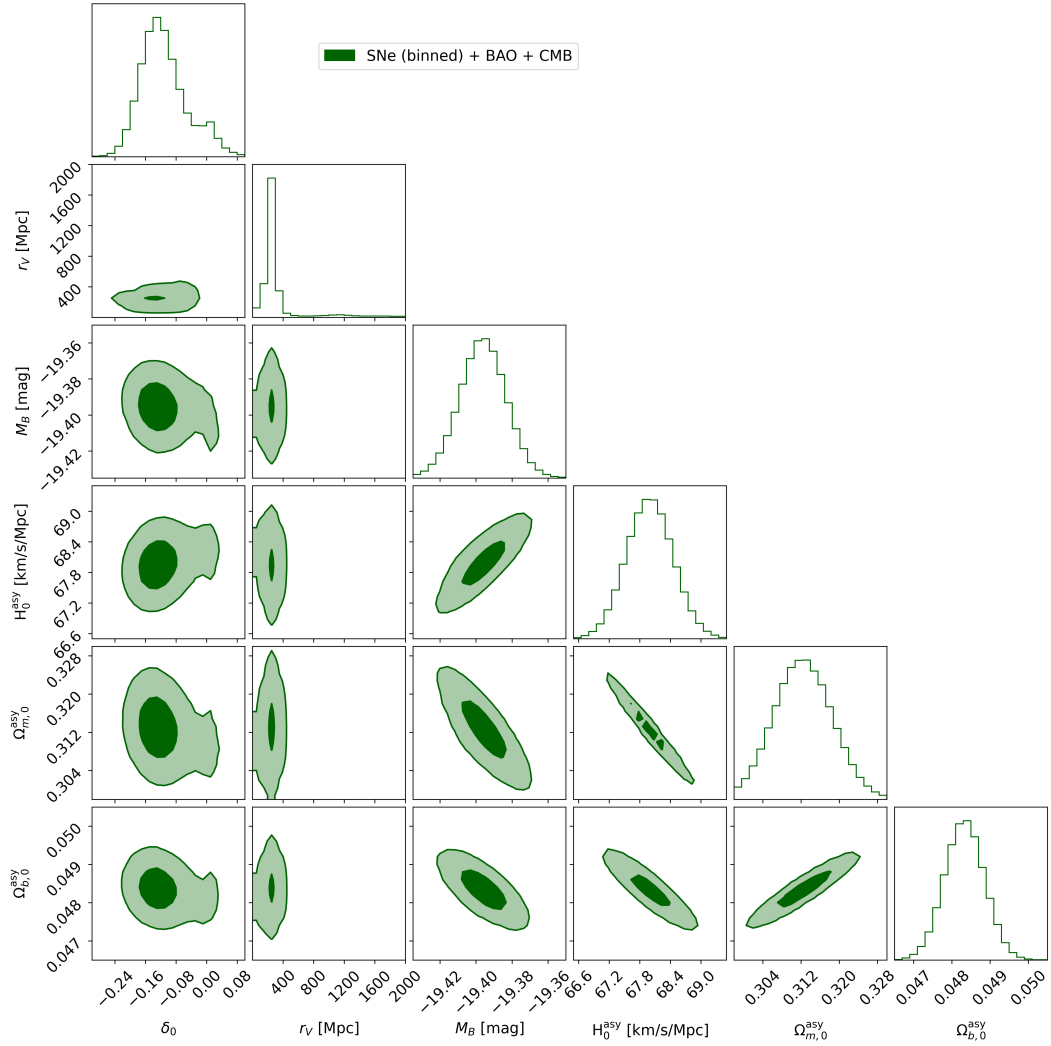 SNe (binned) + BAO + CMB
2000
1600
1200
800
400
r_V [Mpc]
−19.36
−19.38
−19.40
−19.42
M_B [mag]
69.0
68.4
67.8
67.2
66.6
H_0^asy [km/s/Mpc]
0.328
0.320
0.312
0.304
Ω_{m,0}^asy
0.050
0.049
0.048
0.047
Ω_{b,0}^asy
−0.24 −0.16 −0.08 0.00 0.08
400 800 1200 1600 2000
−19.42 −19.40 −19.38 −19.36
66.6 67.2 67.8 68.4 69.0
0.304 0.312 0.320 0.328
0.047 0.048 0.049 0.050
δ_0
r_V [Mpc]
M_B [mag]
H_0^asy [km/s/Mpc]
Ω_{m,0}^asy
Ω_{b,0}^asy